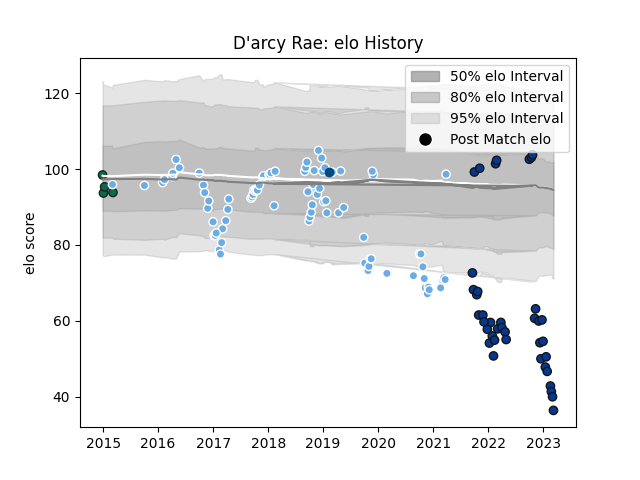 D'arcy Rae: elo History
50% elo Interval
80% elo Interval
95% elo Interval
Post Match elo
elo score
120
100
80
60
40
2015 2016 2017 2018 2019 2020 2021 2022 2023